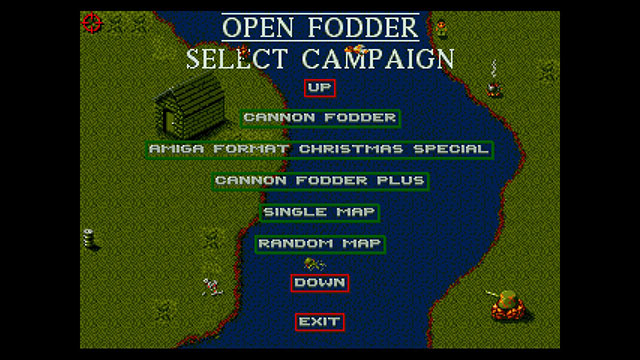 OPEN FODDER
SELECT CAMPAIGN
UP
CANNON FODDER
AMIGA FORMAT CHRISTMAS SPECIAL
CANNON FODDER PLUS
SINGLE MAP
RANDOM MAP
DOWN
EXIT